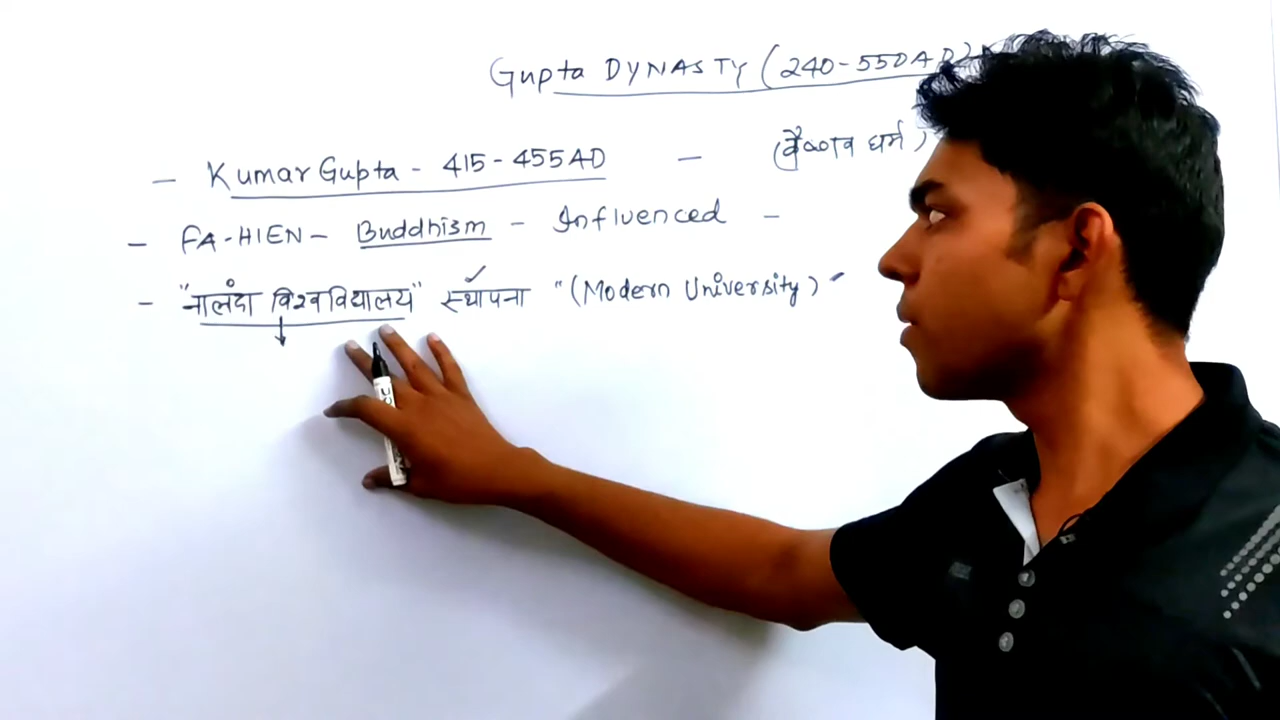 Gupta DYNASTY (240-550AD)
- Kumar Gupta - 415-455AD - (वैष्णव धर्म)
- FA-HIEN - Buddhism - Influenced -
- "नालंदा विश्वविद्यालय" स्थापना "(Modern University)"